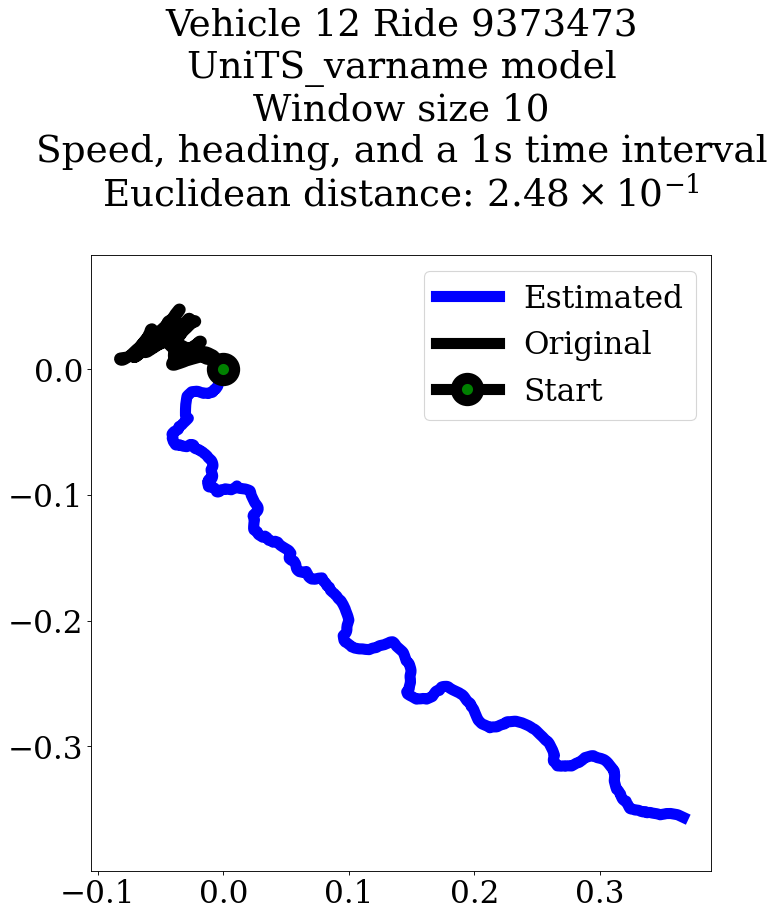 Vehicle 12 Ride 9373473
UniTS_varname model
Window size 10
Speed, heading, and a 1s time interval
Euclidean distance: 2.48 × 10⁻¹
Estimated
Original
Start
0.0
−0.1
−0.2
−0.3
−0.1 0.0 0.1 0.2 0.3